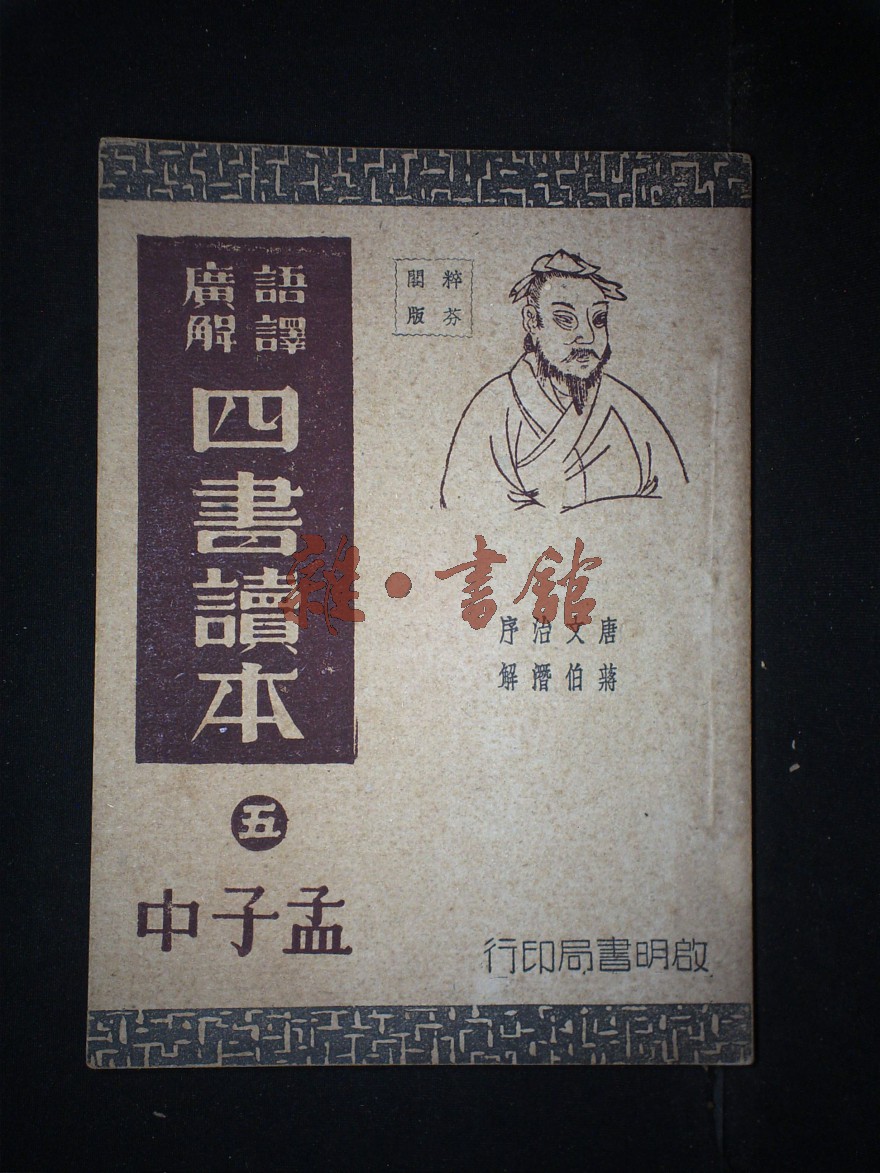 語譯
廣解
四書讀本
五
孟子中
粹芬
閣版
唐文治序
蔣伯潛解
啟明書局印行
雜·書館